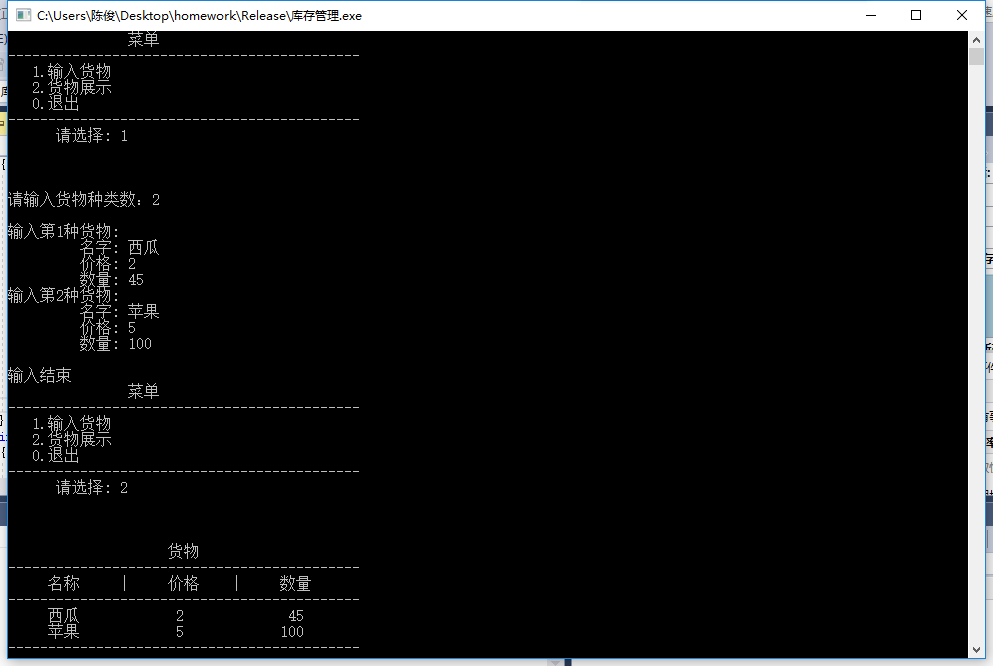 C:\Users\陈俊\Desktop\homework\Release\库存管理.exe
菜单
--------------------------------------------
1.输入货物
2.货物展示
0.退出
--------------------------------------------
请选择: 1
请输入货物种类数: 2
输入第1种货物:
名字: 西瓜
价格: 2
数量: 45
输入第2种货物:
名字: 苹果
价格: 5
数量: 100
输入结束
菜单
--------------------------------------------
1.输入货物
2.货物展示
0.退出
--------------------------------------------
请选择: 2
货物
--------------------------------------------
名称 | 价格 | 数量
--------------------------------------------
西瓜 2 45
苹果 5 100
--------------------------------------------